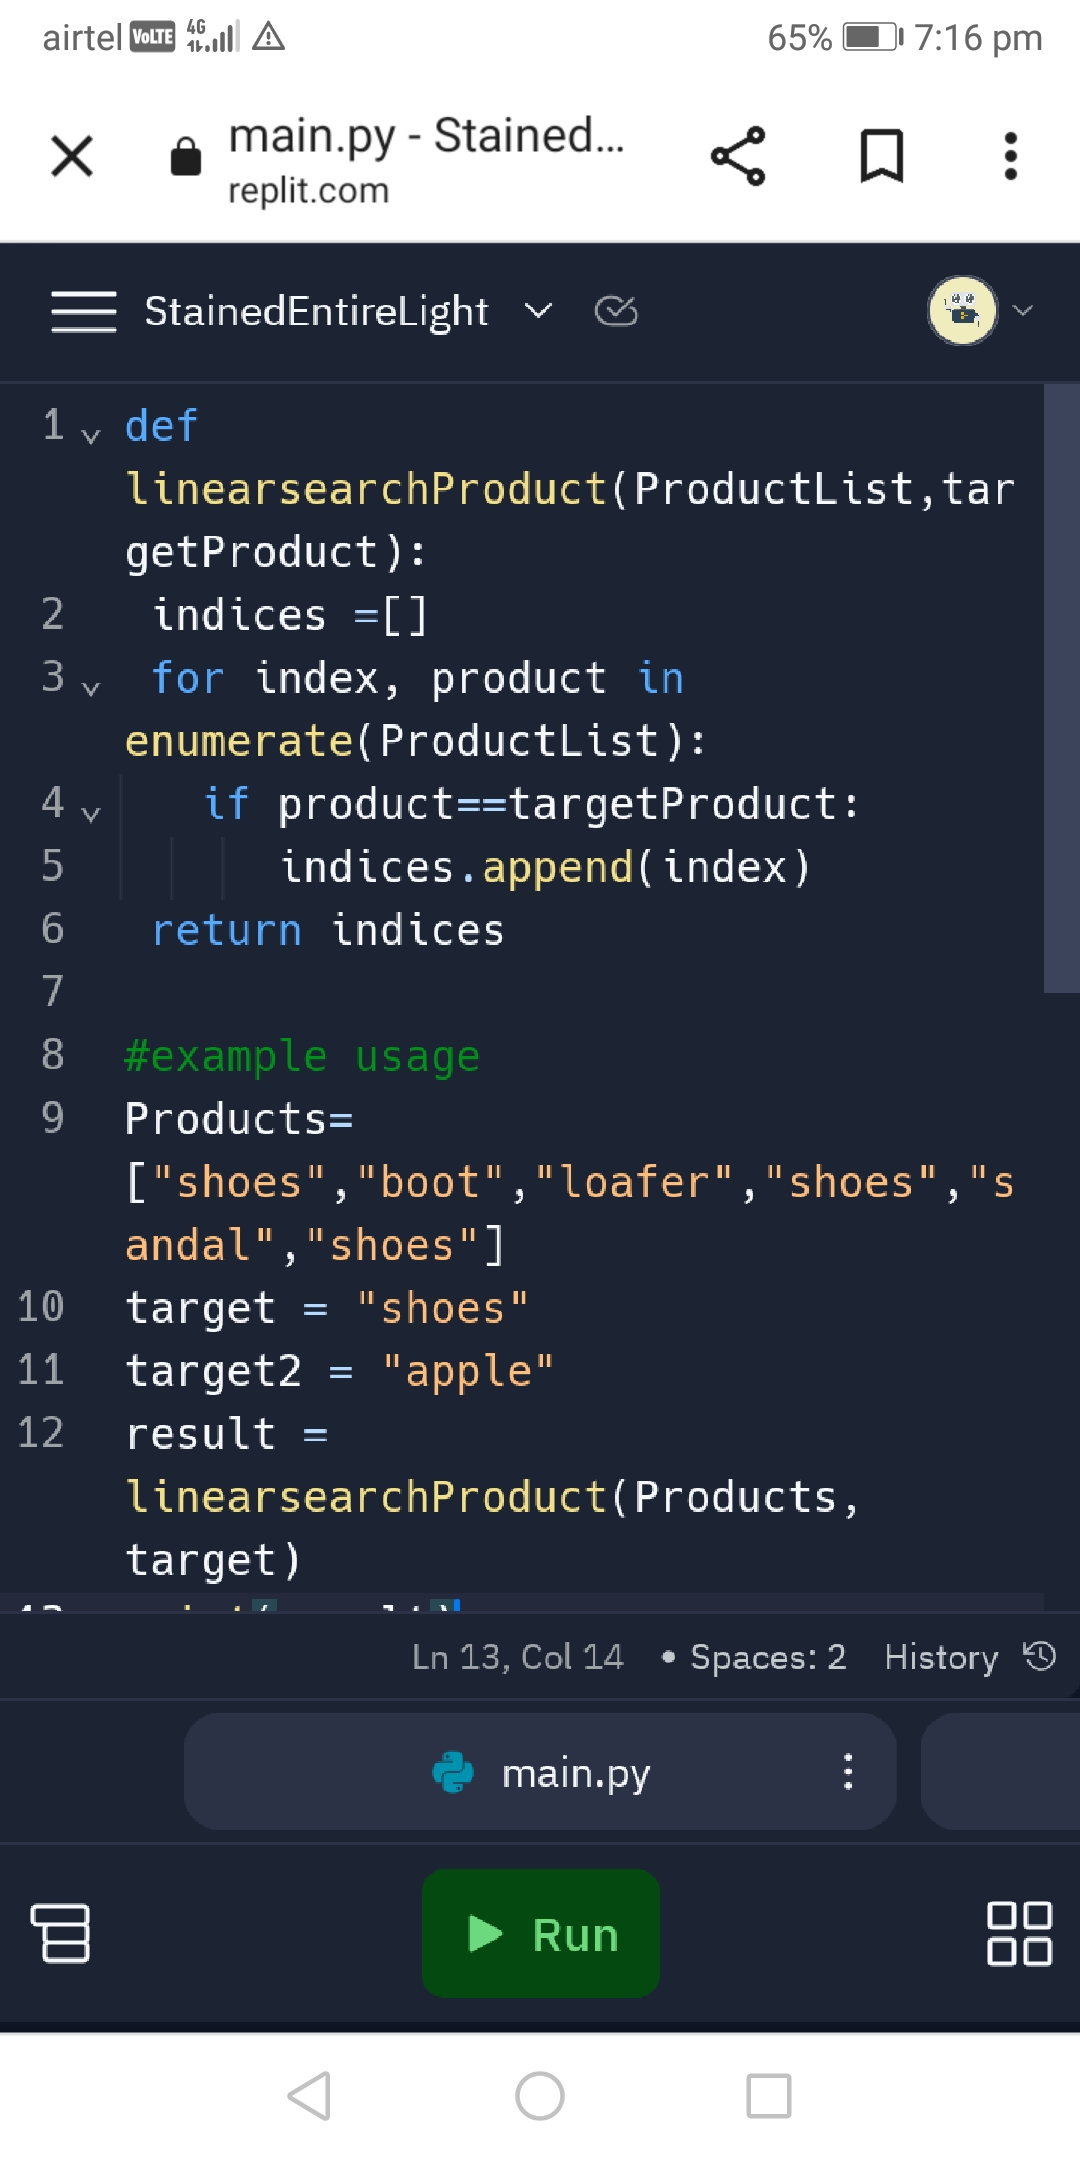 airtel VoLTE 4G 65% 7:16 pm
main.py - Stained...
replit.com
StainedEntireLight
1 def
linearsearchProduct(ProductList,tar
getProduct):
2 indices =[]
3 for index, product in
enumerate(ProductList):
4 if product==targetProduct:
5 indices.append(index)
6 return indices
7
8 #example usage
9 Products=
["shoes","boot","loafer","shoes","s
andal","shoes"]
10 target = "shoes"
11 target2 = "apple"
12 result =
linearsearchProduct(Products,
target)
Ln 13, Col 14 • Spaces: 2 History
main.py
Run